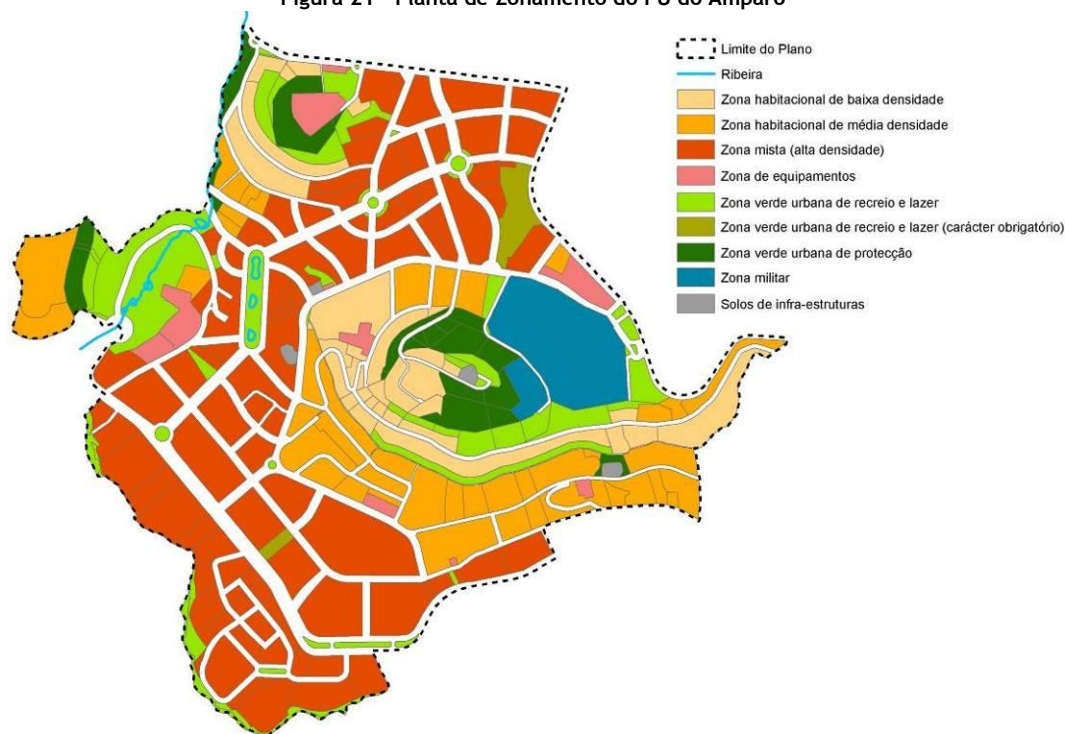 Figura 21 - Planta de Zonamento do PU do Amparo
Limite do Plano
Ribeira
Zona habitacional de baixa densidade
Zona habitacional de média densidade
Zona mista (alta densidade)
Zona de equipamentos
Zona verde urbana de recreio e lazer
Zona verde urbana de recreio e lazer (carácter obrigatório)
Zona verde urbana de protecção
Zona militar
Solos de infra-estruturas